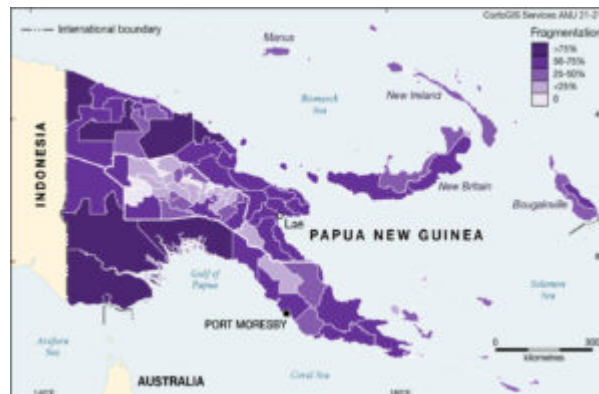 CartoGIS Services ANU 21-2
International boundary
Fragmentation
>75%
50-75%
25-50%
<25%
0
Manus
Bismarck
Sea
New Ireland
INDONESIA
New Britain
Bougainville
Lae
PAPUA NEW GUINEA
Gulf of
Papua
Solomon
Sea
PORT MORESBY
Arafura
Sea
kilometres
AUSTRALIA
Coral Sea